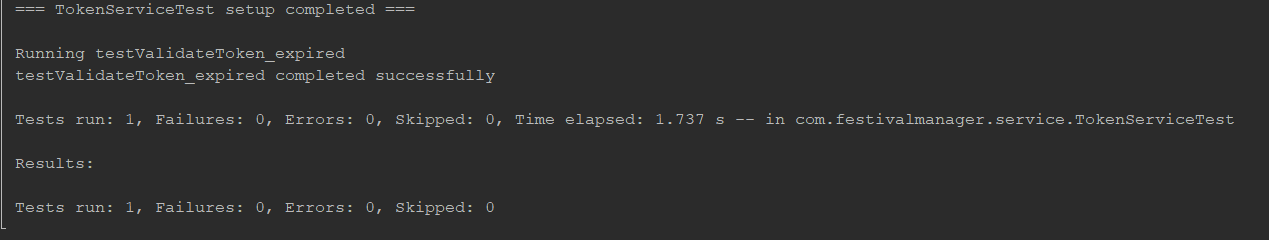 === TokenServiceTest setup completed ===
Running testValidateToken_expired
testValidateToken_expired completed successfully
Tests run: 1, Failures: 0, Errors: 0, Skipped: 0, Time elapsed: 1.737 s -- in com.festivalmanager.service.TokenServiceTest
Results:
Tests run: 1, Failures: 0, Errors: 0, Skipped: 0